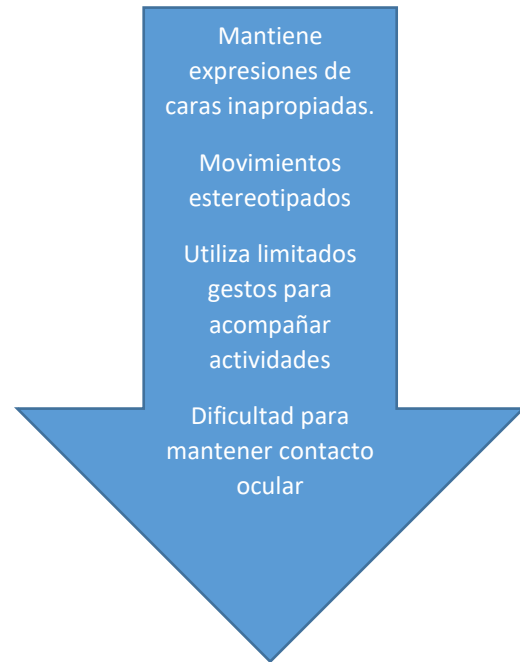 Mantiene
expresiones de
caras inapropiadas.
Movimientos
estereotipados
Utiliza limitados
gestos para
acompañar
actividades
Dificultad para
mantener contacto
ocular